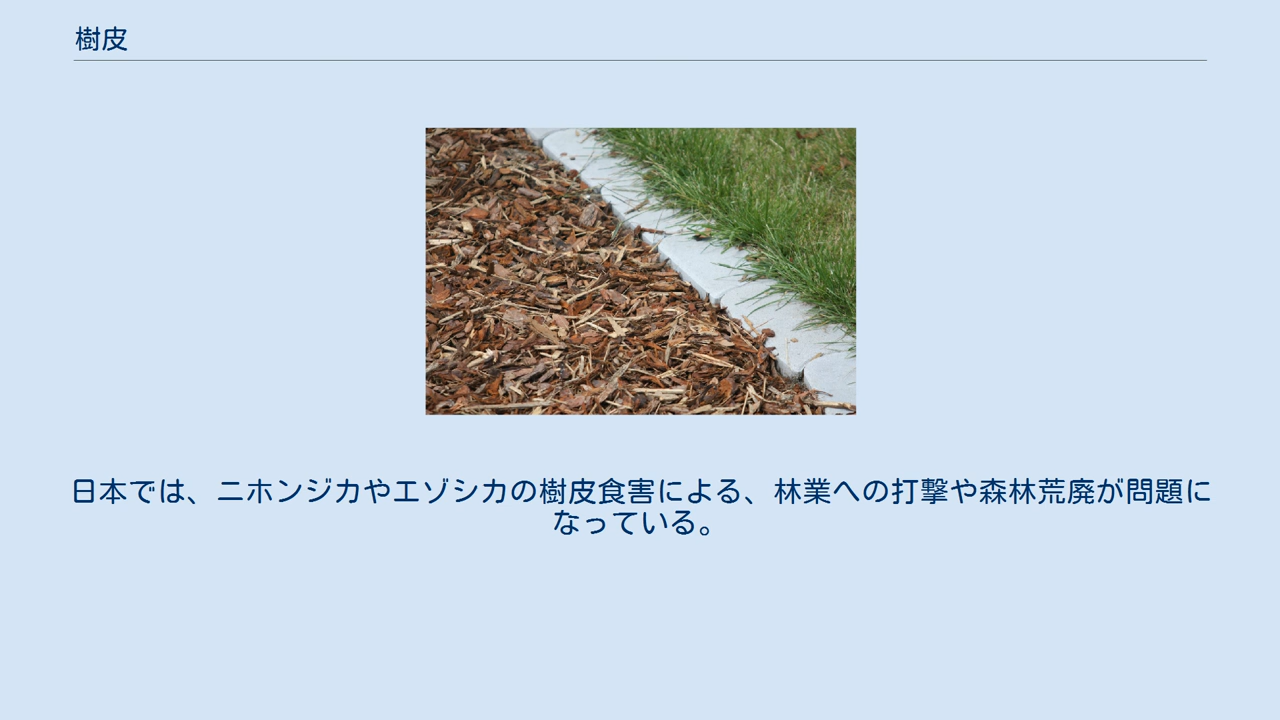 樹皮
日本では、ニホンジカやエゾシカの樹皮食害による、林業への打撃や森林荒廃が問題に
なっている。